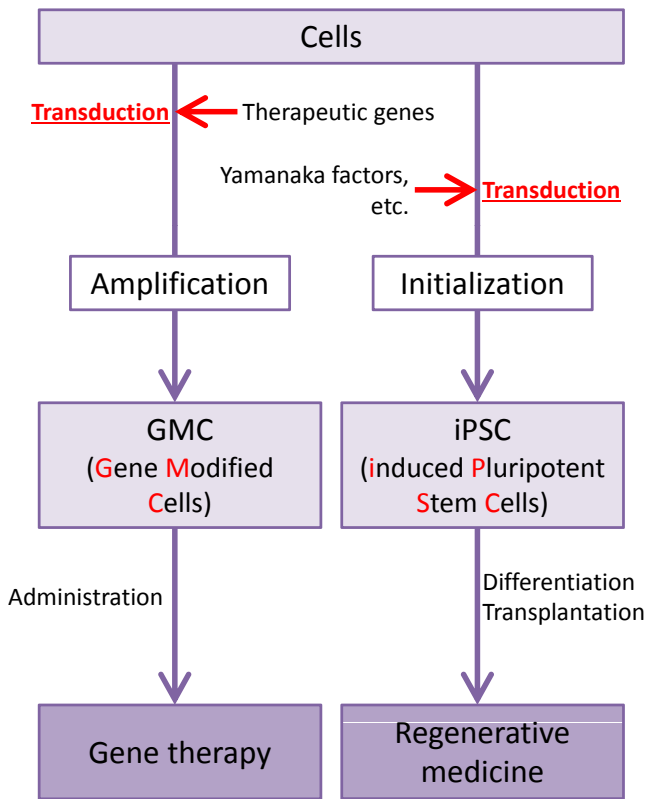 Cells
Transduction
Therapeutic genes
Yamanaka factors,
etc.
Transduction
Amplification
Initialization
GMC
(Gene Modified
Cells)
iPSC
(induced Pluripotent
Stem Cells)
Administration
Differentiation
Transplantation
Gene therapy
Regenerative
medicine